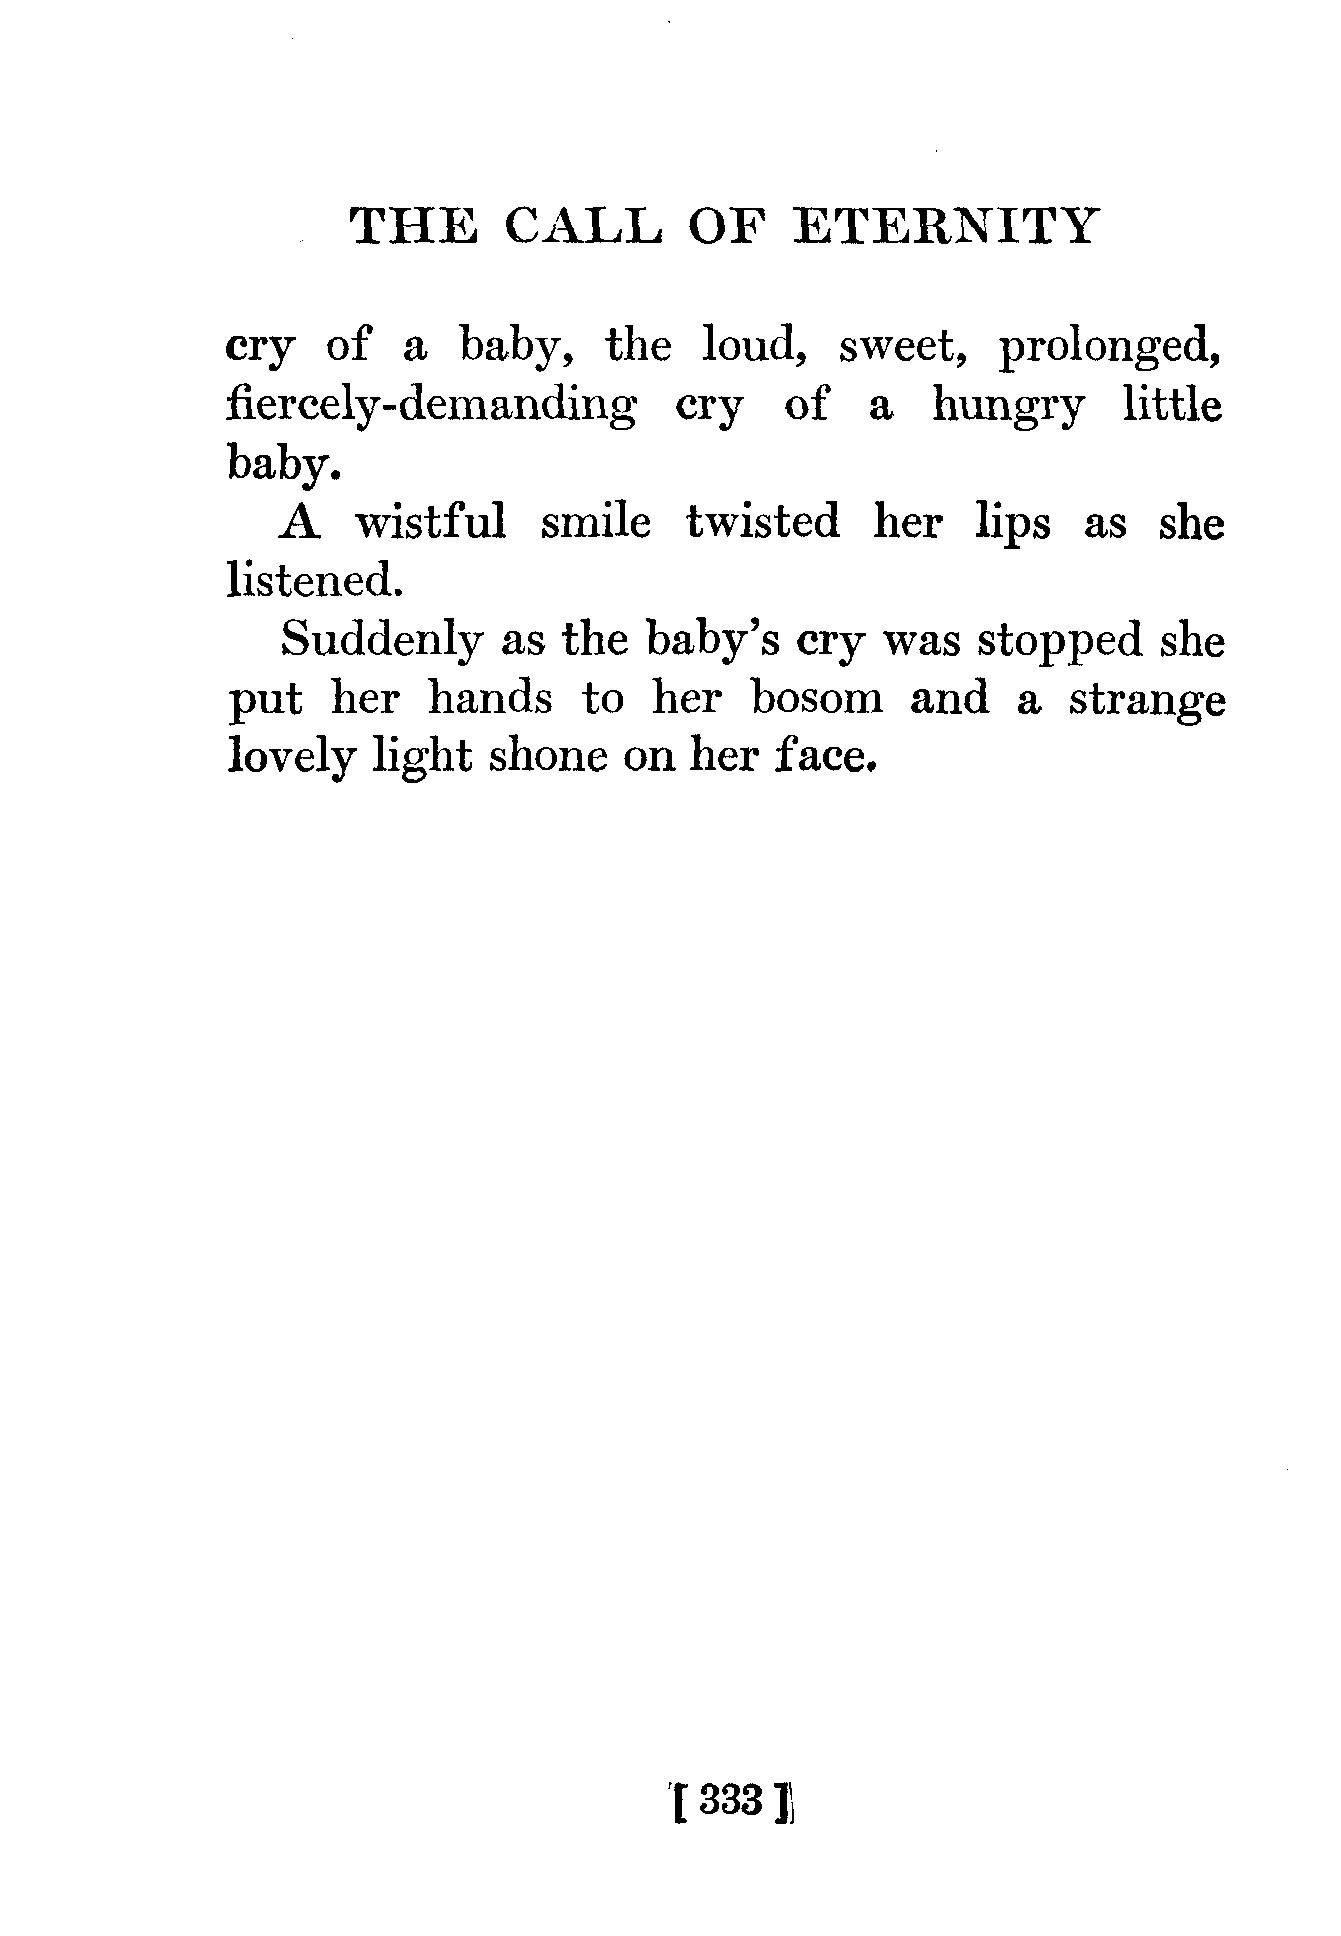 THE CALL OF ETERNITY
cry of a baby, the loud, sweet, prolonged,
fiercely-demanding cry of a hungry little
baby.
A wistful smile twisted her lips as she
listened.
Suddenly as the baby's cry was stopped she
put her hands to her bosom and a strange
lovely light shone on her face.
[ 333 ]